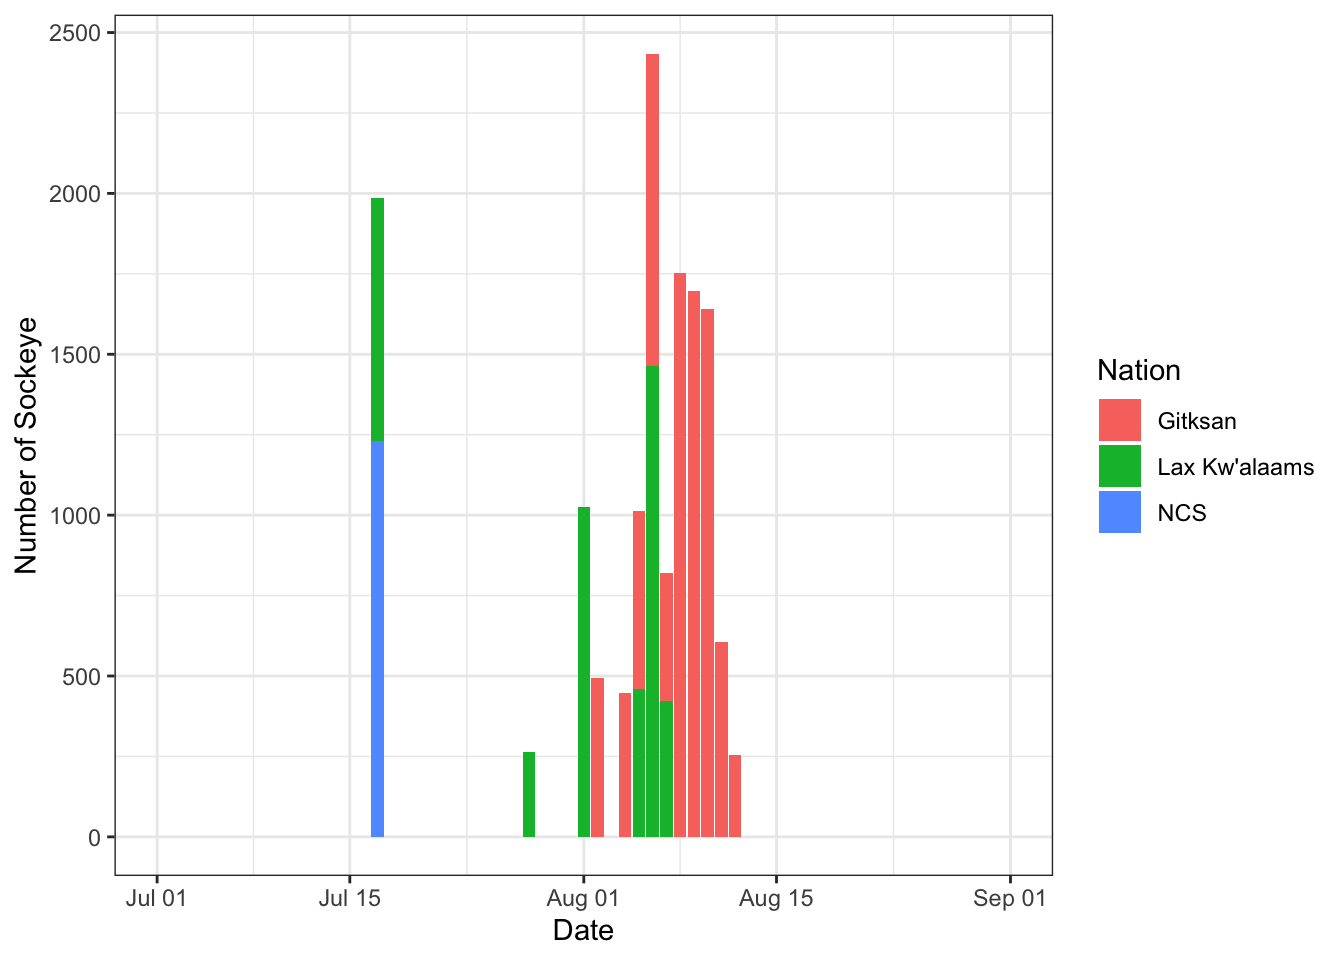 2500
2000
1500
1000
500
0
Number of Sockeye
Jul 01 Jul 15 Aug 01 Aug 15 Sep 01
Date
Nation
Gitksan
Lax Kw'alaams
NCS